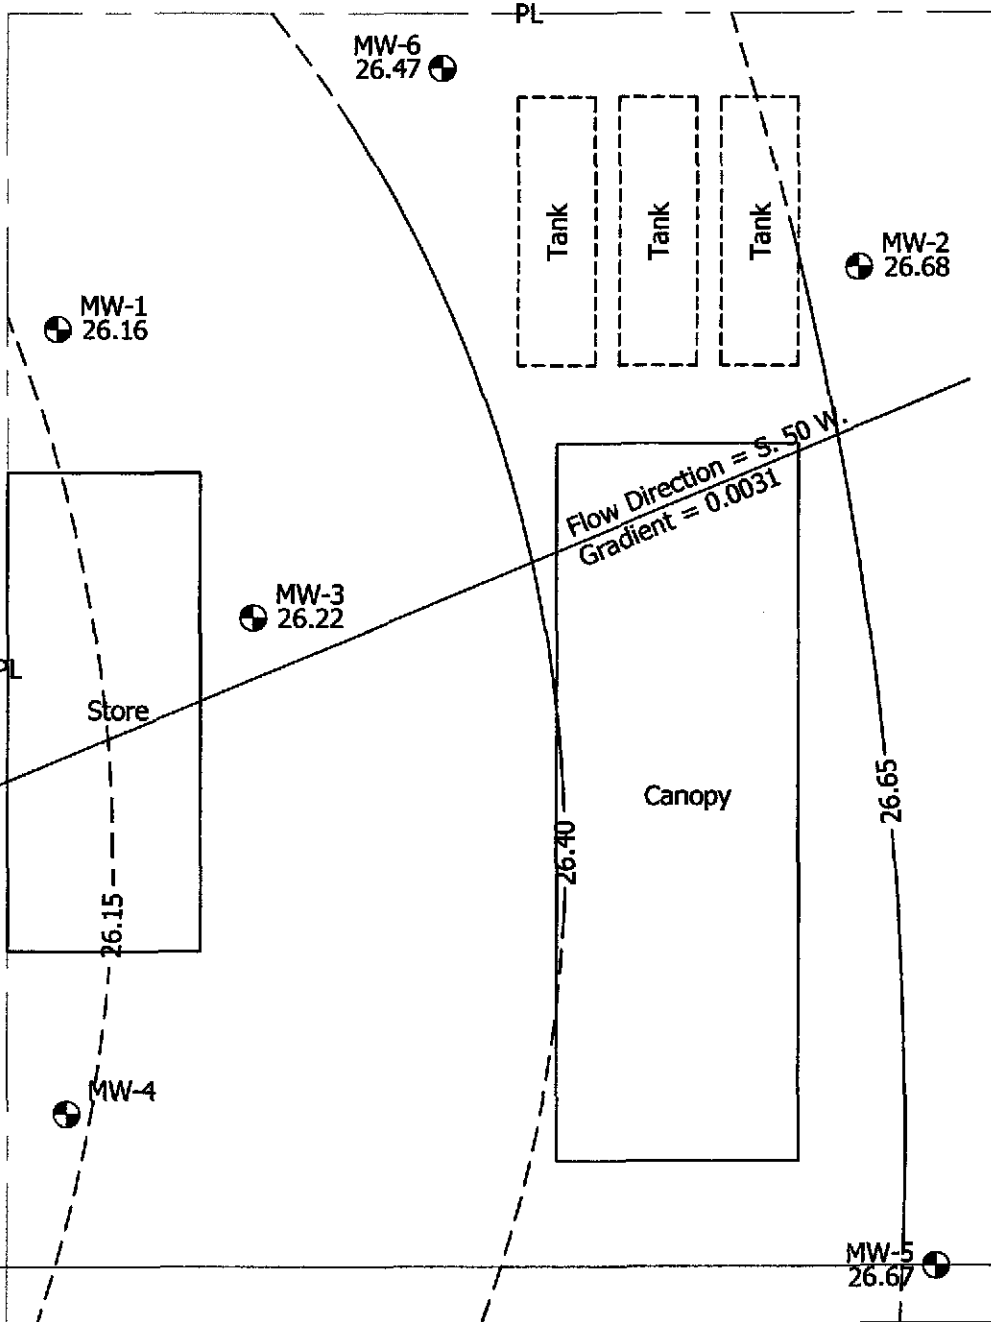 PL
MW-6
26.47
Tank
Tank
Tank
MW-2
26.68
MW-1
26.16
Flow Direction = S. 50 W.
Gradient = 0.0031
MW-3
26.22
PL
Store
26.65
Canopy
26.40
26.15
MW-4
MW-5
26.67